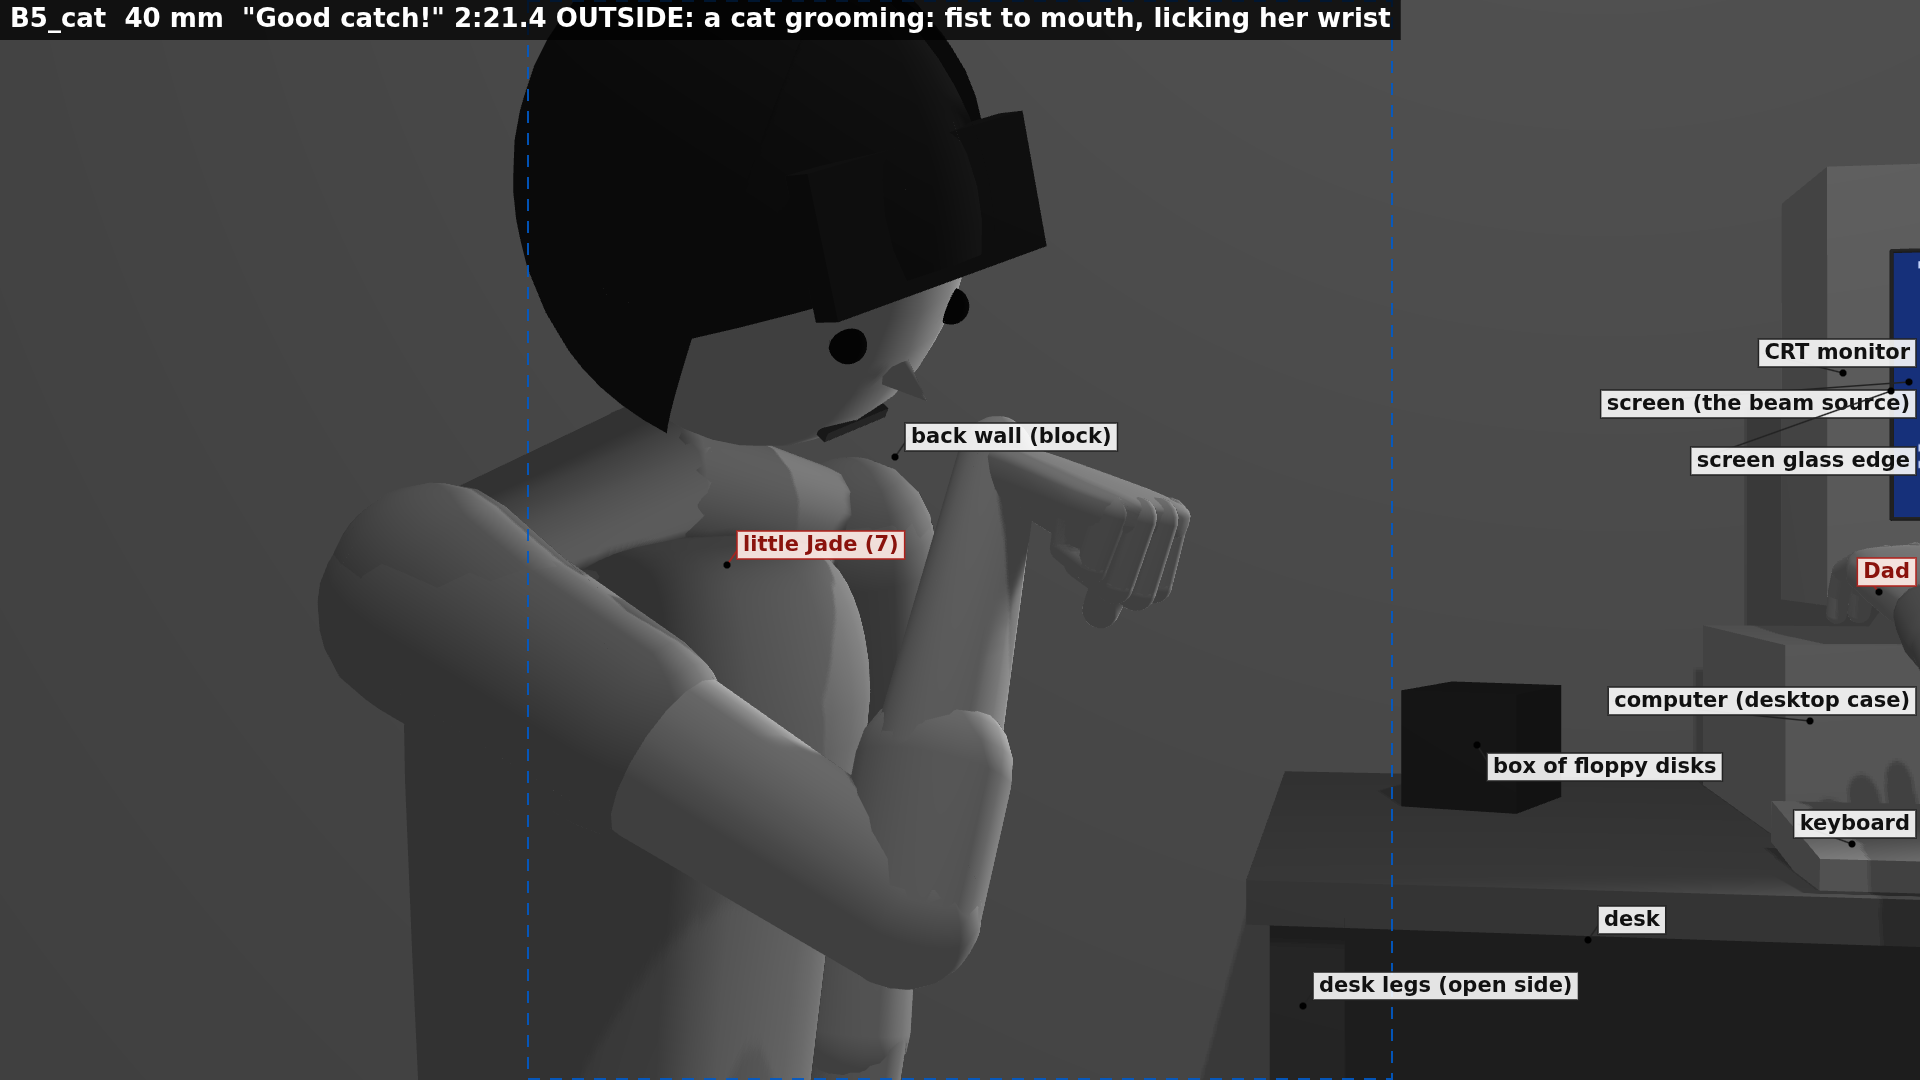 B5_cat  40 mm  "Good catch!" 2:21.4 OUTSIDE: a cat grooming: fist to mouth, licking her wrist
CRT monitor
screen (the beam source)
back wall (block)
screen glass edge
little Jade (7)
Dad
computer (desktop case)
box of floppy disks
keyboard
desk
desk legs (open side)